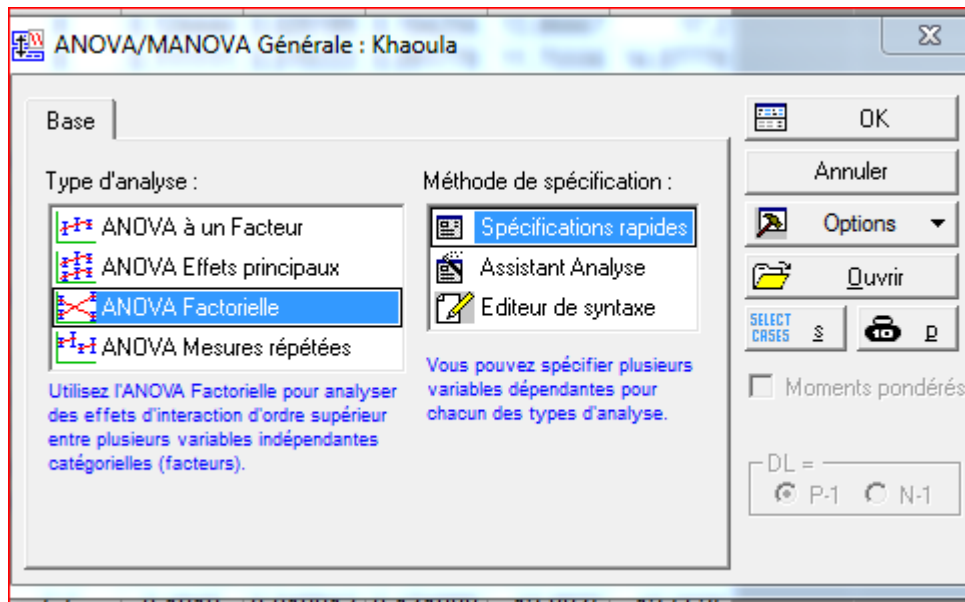 ANOVA/MANOVA Générale : Khaoula
Base
Type d'analyse :
ANOVA à un Facteur
ANOVA Effets principaux
ANOVA Factorielle
ANOVA Mesures répétées
Utilisez l'ANOVA Factorielle pour analyser
des effets d'interaction d'ordre supérieur
entre plusieurs variables indépendantes
catégorielles (facteurs).
Méthode de spécification :
Spécifications rapides
Assistant Analyse
Editeur de syntaxe
Vous pouvez spécifier plusieurs
variables dépendantes pour
chacun des types d'analyse.
OK
Annuler
Options
Ouvrir
SELECT
CASES
S
10
D
Moments pondérés
DL =
P-1
N-1